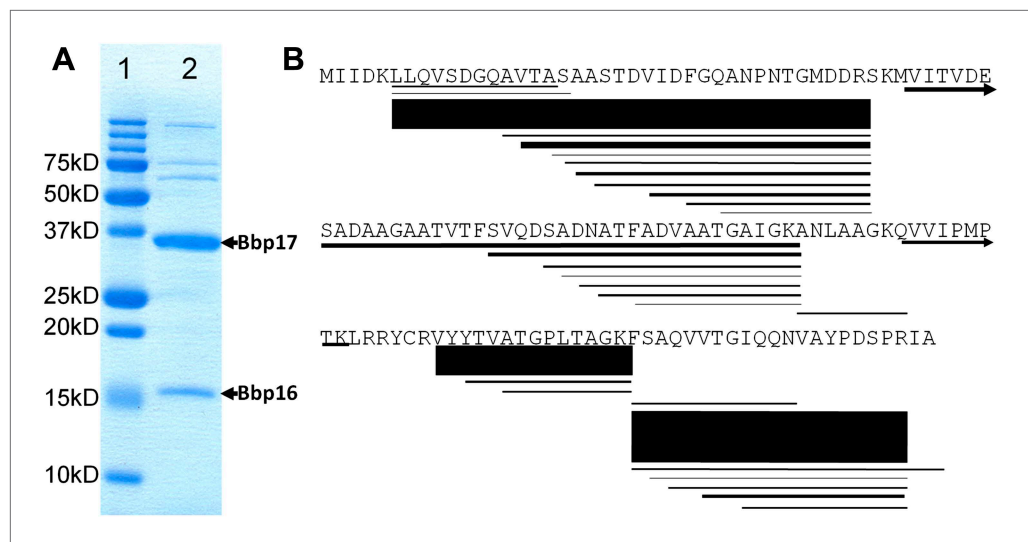 A
1 2
75kD
50kD
37kD
Bbp17
25kD
20kD
15kD
Bbp16
10kD
B
MIIDKLLQVSDGQAVTASAASTDVIDFGQANPNTGMDDRSKMVITVDE
SADAAGAATVTFSVQDSADNATFADVAATGAIGKANLAAGKQVVIPMP
TKLRRYCRVYYTVATGPLTAGKFSAQVVTGIQQNVAYPDSPRIA